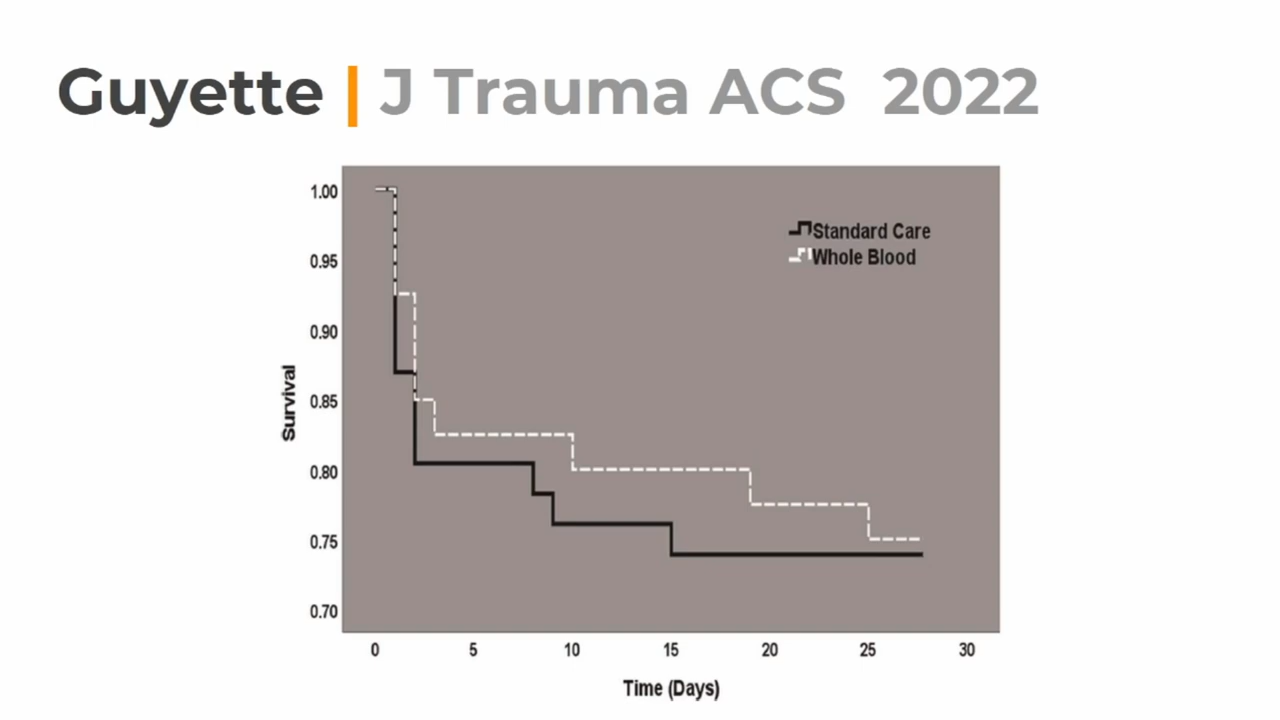 Guyette | J Trauma ACS 2022
Standard Care
Whole Blood
1.00
0.95
0.90
0.85
0.80
0.75
0.70
Survival
0 5 10 15 20 25 30
Time (Days)